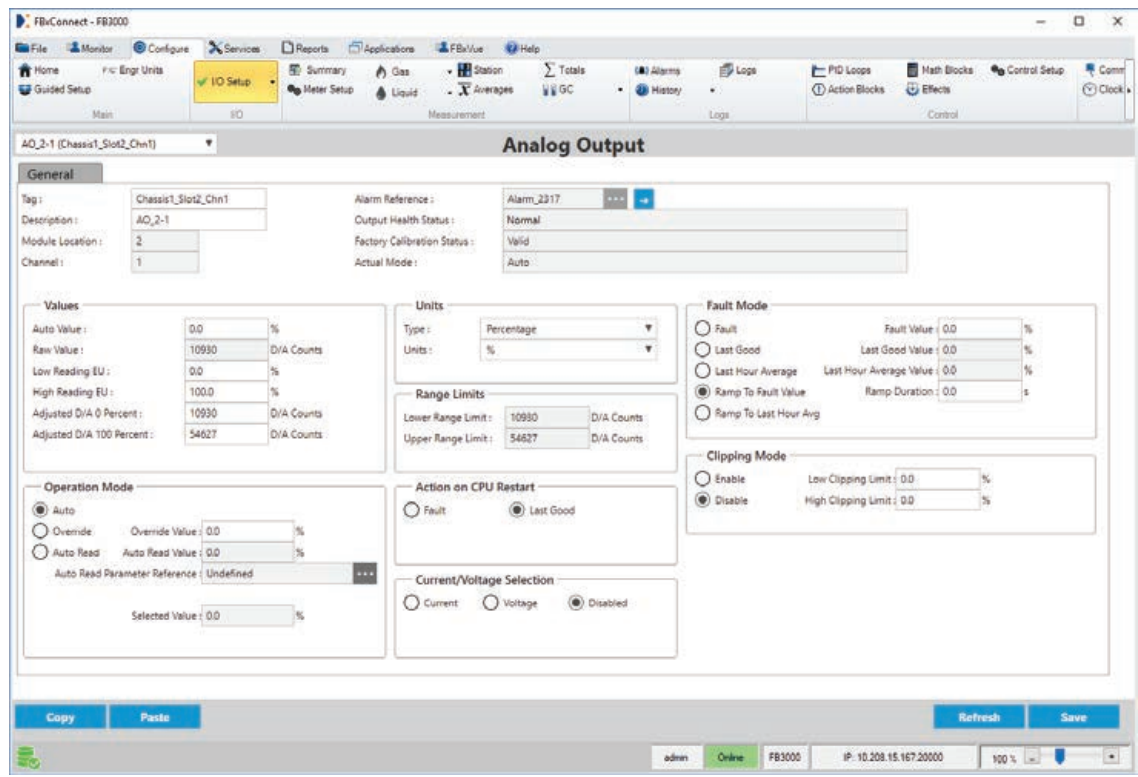 FBxConnect - FB3000
File Monitor Configure Services Reports Applications FBxVue Help
Home Engr Units I/O Setup Summary Gas Station Totals Alarms Logs PID Loops Math Blocks Control Setup Comm
Guided Setup Meter Setup Liquid Averages GC History Action Blocks Effects Clock
Main I/O Measurement Logs Control
AO_2-1 (Chassis1_Slot2_Chn1) Analog Output
General
Tag : Chassis1_Slot2_Chn1 Alarm Reference : Alarm_2317 ...
Description : AO_2-1 Output Health Status : Normal
Module Location : 2 Factory Calibration Status : Valid
Channel : 1 Actual Mode : Auto
Values Units Fault Mode
Auto Value : 0.0 % Type : Percentage Fault Fault Value : 0.0 %
Raw Value : 10930 D/A Counts Units : % Last Good Last Good Value : 0.0 %
Low Reading EU : 0.0 % Last Hour Average Last Hour Average Value : 0.0 %
High Reading EU : 100.0 % Range Limits Ramp To Fault Value Ramp Duration : 0.0 s
Adjusted D/A 0 Percent : 10930 D/A Counts Lower Range Limit : 10930 D/A Counts Ramp To Last Hour Avg
Adjusted D/A 100 Percent : 54627 D/A Counts Upper Range Limit : 54627 D/A Counts
Clipping Mode
Operation Mode Action on CPU Restart Enable Low Clipping Limit : 0.0 %
Auto Fault Last Good Disable High Clipping Limit : 0.0 %
Override Override Value : 0.0 %
Auto Read Auto Read Value : 0.0 %
Auto Read Parameter Reference : Undefined ... Current/Voltage Selection
Current Voltage Disabled
Selected Value : 0.0 %
Copy Paste Refresh Save
admin Online FB3000 IP: 10.208.15.167.20000 100 % - +